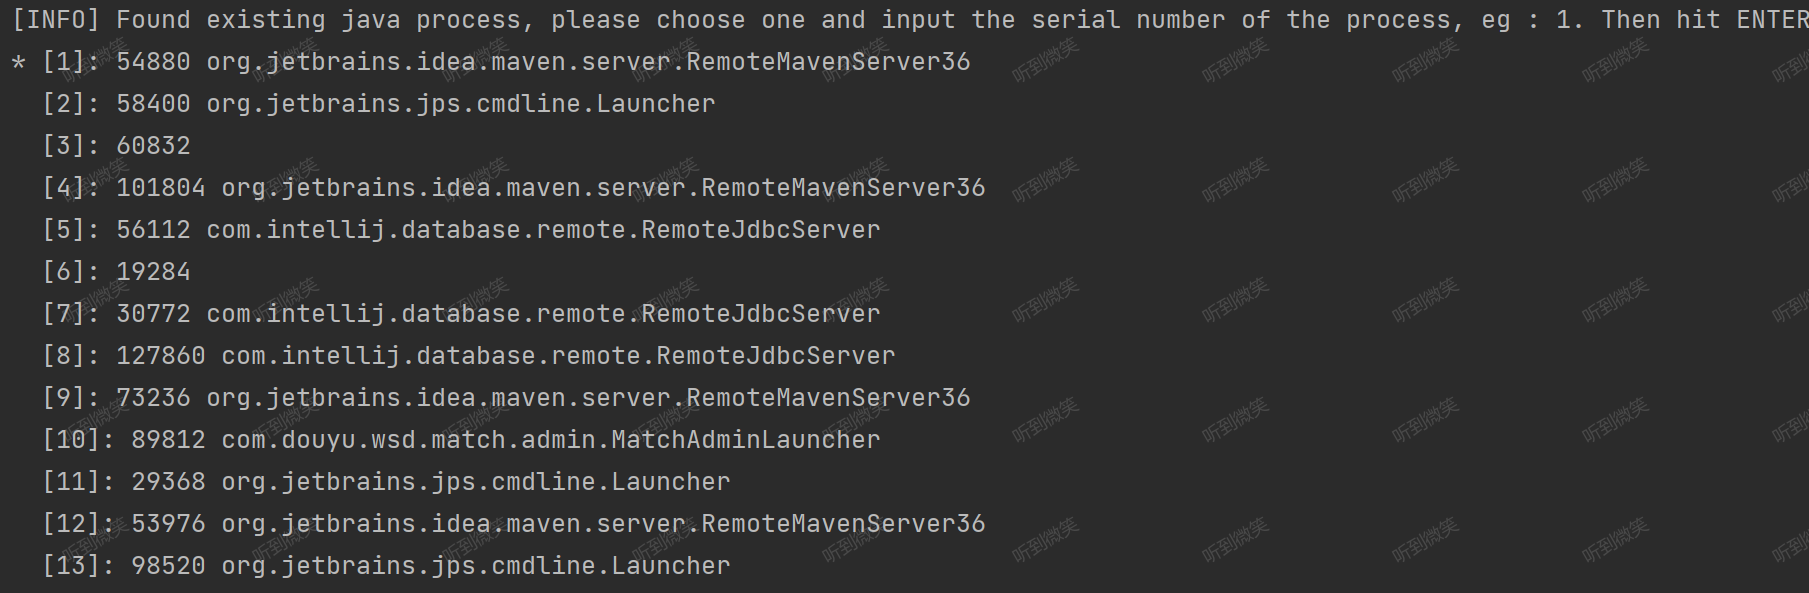 [INFO] Found existing java process, please choose one and input the serial number of the process, eg : 1. Then hit ENTER
* [1]: 54880 org.jetbrains.idea.maven.server.RemoteMavenServer36
[2]: 58400 org.jetbrains.jps.cmdline.Launcher
[3]: 60832
[4]: 101804 org.jetbrains.idea.maven.server.RemoteMavenServer36
[5]: 56112 com.intellij.database.remote.RemoteJdbcServer
[6]: 19284
[7]: 30772 com.intellij.database.remote.RemoteJdbcServer
[8]: 127860 com.intellij.database.remote.RemoteJdbcServer
[9]: 73236 org.jetbrains.idea.maven.server.RemoteMavenServer36
[10]: 89812 com.douyu.wsd.match.admin.MatchAdminLauncher
[11]: 29368 org.jetbrains.jps.cmdline.Launcher
[12]: 53976 org.jetbrains.idea.maven.server.RemoteMavenServer36
[13]: 98520 org.jetbrains.jps.cmdline.Launcher
听到微笑